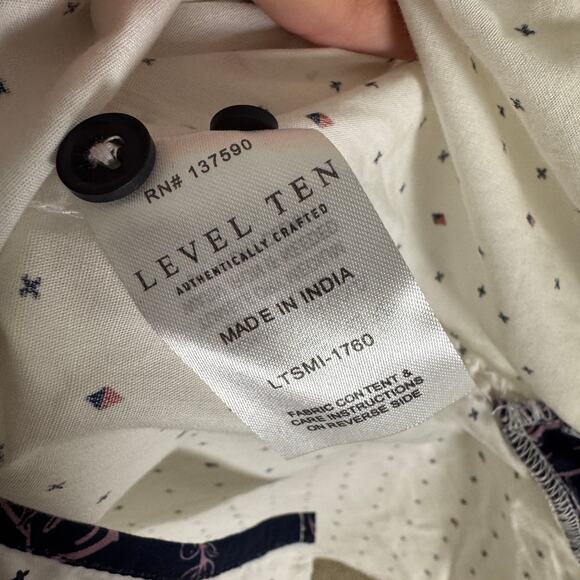 RN# 137590
LEVEL TEN
AUTHENTICALLY CRAFTED
MADE IN INDIA
LTSMI-1760
FABRIC CONTENT &
CARE INSTRUCTIONS
ON REVERSE SIDE